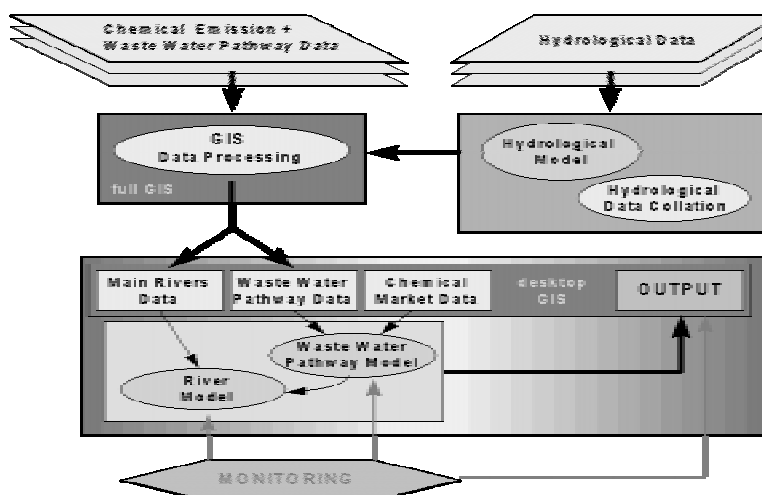 Chemical Emission +
Waste Water Pathway Data
Hydrological Data
GIS
Data Processing
full GIS
Hydrological
Model
Hydrological
Data Collation
Main Rivers
Data
Waste Water
Pathway Data
Chemical
Market Data
desktop
GIS
OUTPUT
Waste Water
Pathway Model
River
Model
MONITORING